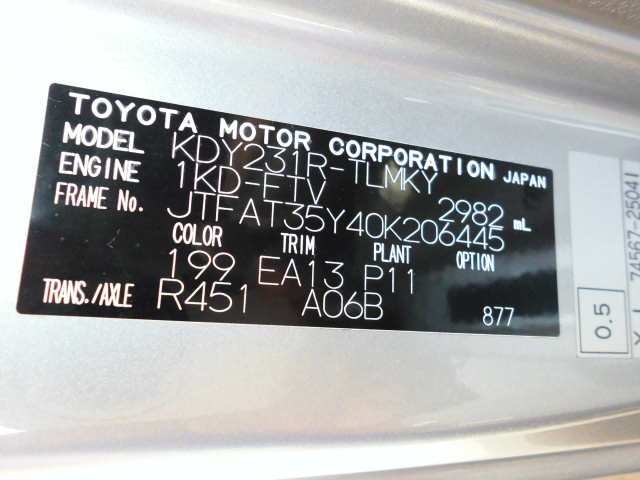 TOYOTA MOTOR CORPORATION JAPAN
MODEL KDY231R-TLMKY
ENGINE 1KD-FTV 2982 mL
FRAME No. JTFAT35Y40K206445
COLOR TRIM PLANT OPTION
199 EA13 P11
TRANS./AXLE R451 A06B 877
74567-25041
0.5